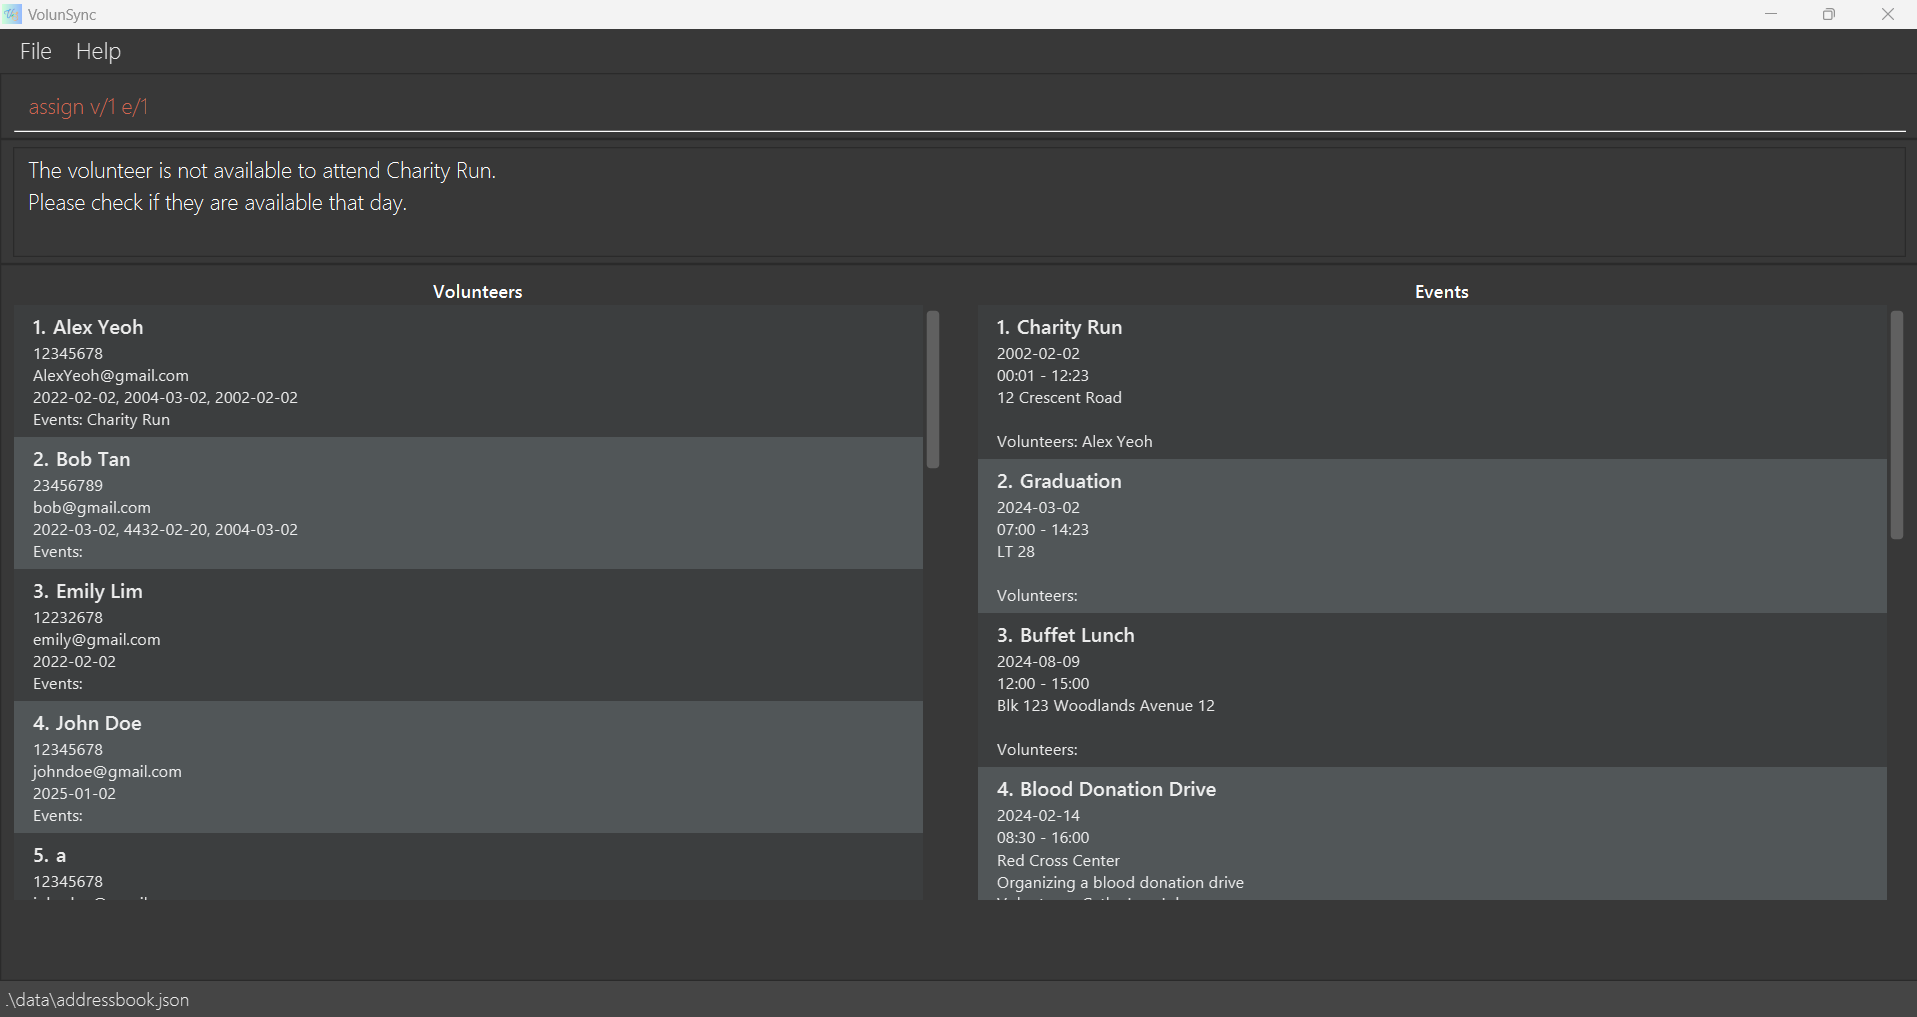 VolunSync
File Help
assign v/1 e/1
The volunteer is not available to attend Charity Run.
Please check if they are available that day.
Volunteers
1. Alex Yeoh
12345678
AlexYeoh@gmail.com
2022-02-02, 2004-03-02, 2002-02-02
Events: Charity Run
2. Bob Tan
23456789
bob@gmail.com
2022-03-02, 4432-02-20, 2004-03-02
Events:
3. Emily Lim
12232678
emily@gmail.com
2022-02-02
Events:
4. John Doe
12345678
johndoe@gmail.com
2025-01-02
Events:
5. a
12345678
Events
1. Charity Run
2002-02-02
00:01 - 12:23
12 Crescent Road
Volunteers: Alex Yeoh
2. Graduation
2024-03-02
07:00 - 14:23
LT 28
Volunteers:
3. Buffet Lunch
2024-08-09
12:00 - 15:00
Blk 123 Woodlands Avenue 12
Volunteers:
4. Blood Donation Drive
2024-02-14
08:30 - 16:00
Red Cross Center
Organizing a blood donation drive
.\data\addressbook.json